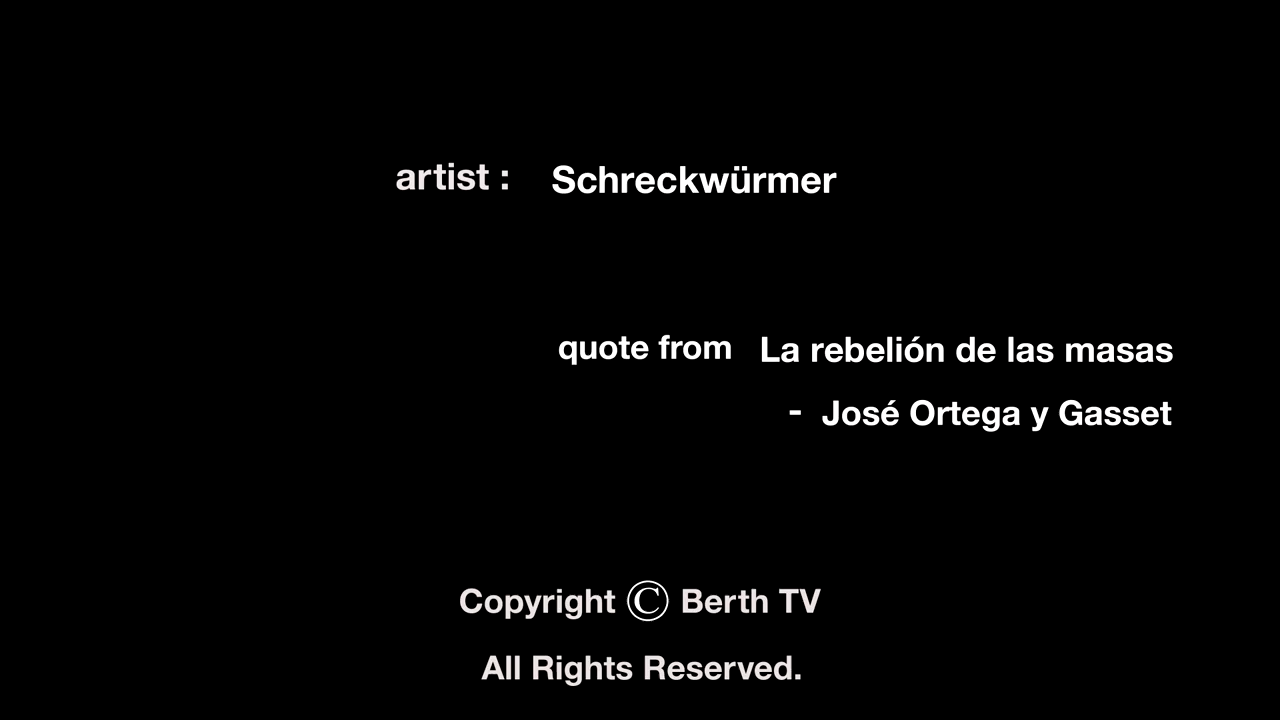 artist : Schreckwürmer
quote from La rebelión de las masas
- José Ortega y Gasset
Copyright © Berth TV
All Rights Reserved.